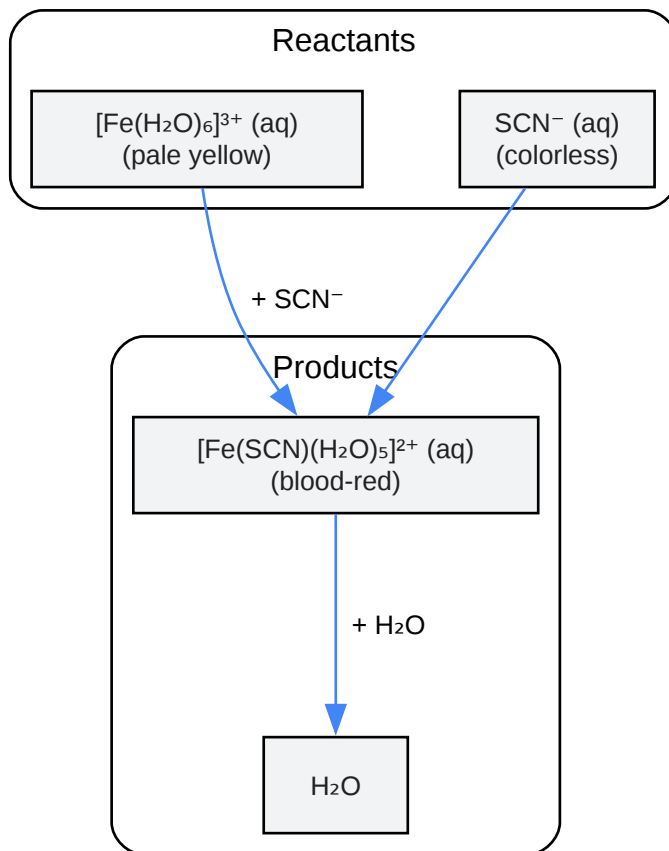 Reactants
[Fe(H₂O)₆]³⁺ (aq)
(pale yellow)
SCN⁻ (aq)
(colorless)
+ SCN⁻
Products
[Fe(SCN)(H₂O)₅]²⁺ (aq)
(blood-red)
+ H₂O
H₂O